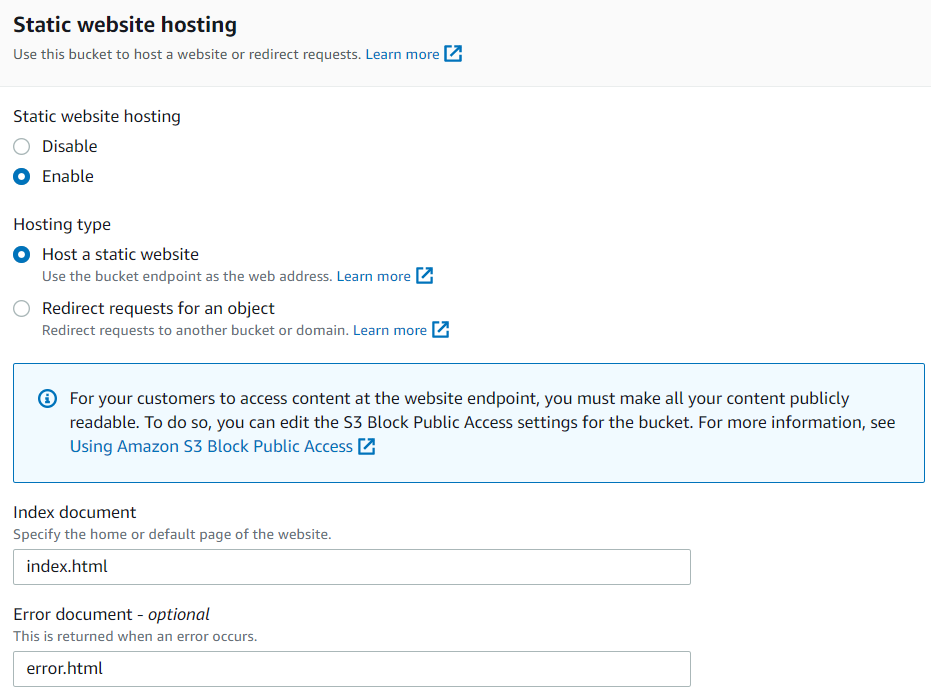 Static website hosting
Use this bucket to host a website or redirect requests. Learn more
Static website hosting
Disable
Enable
Hosting type
Host a static website
Use the bucket endpoint as the web address. Learn more
Redirect requests for an object
Redirect requests to another bucket or domain. Learn more
For your customers to access content at the website endpoint, you must make all your content publicly
readable. To do so, you can edit the S3 Block Public Access settings for the bucket. For more information, see
Using Amazon S3 Block Public Access
Index document
Specify the home or default page of the website.
index.html
Error document - optional
This is returned when an error occurs.
error.html